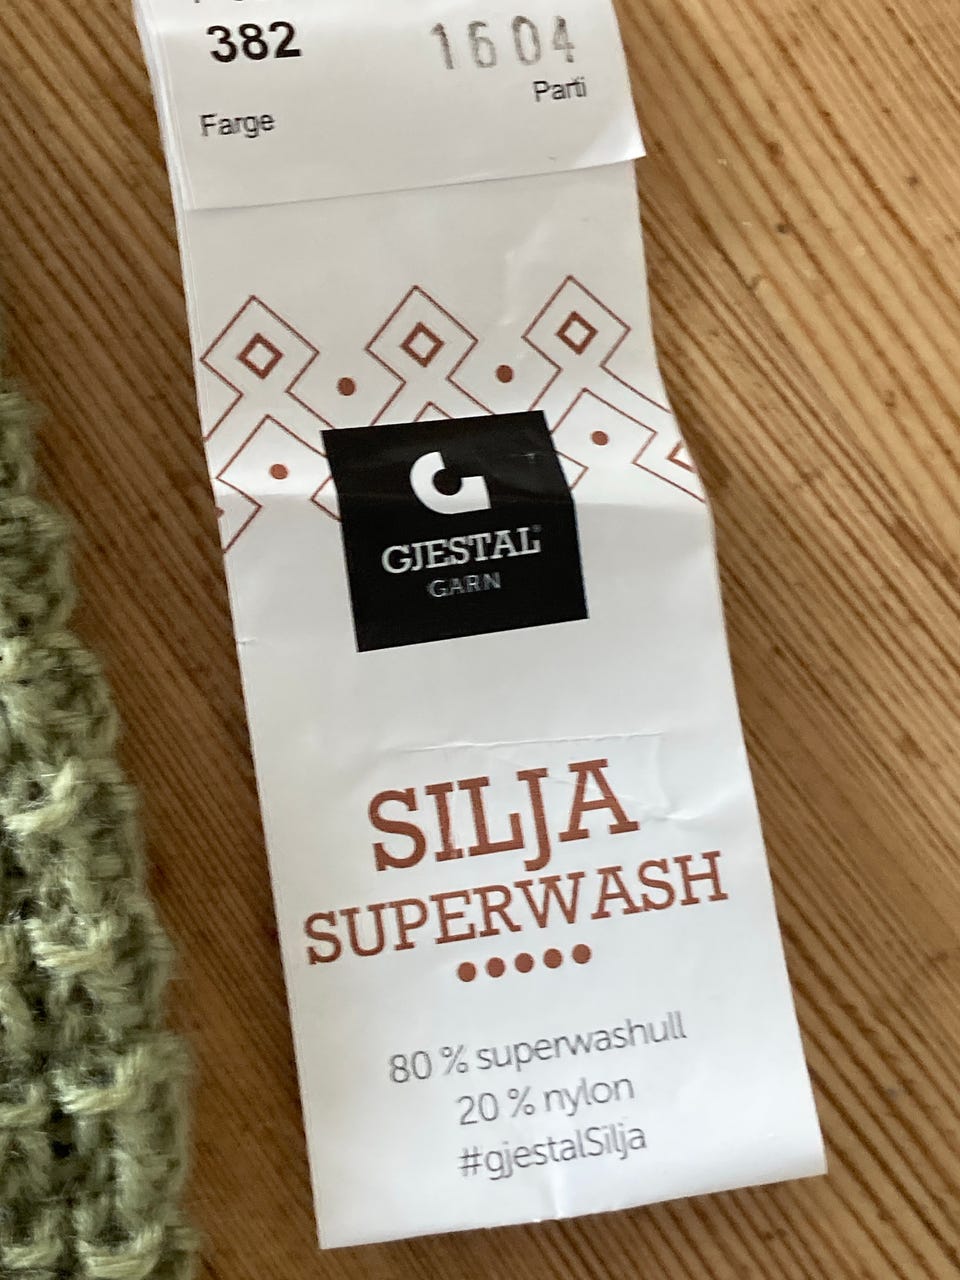 382 1604
Farge Parti
GJESTAL
GARN
SILJA
SUPERWASH
80 % superwashull
20 % nylon
#gjestalSilja